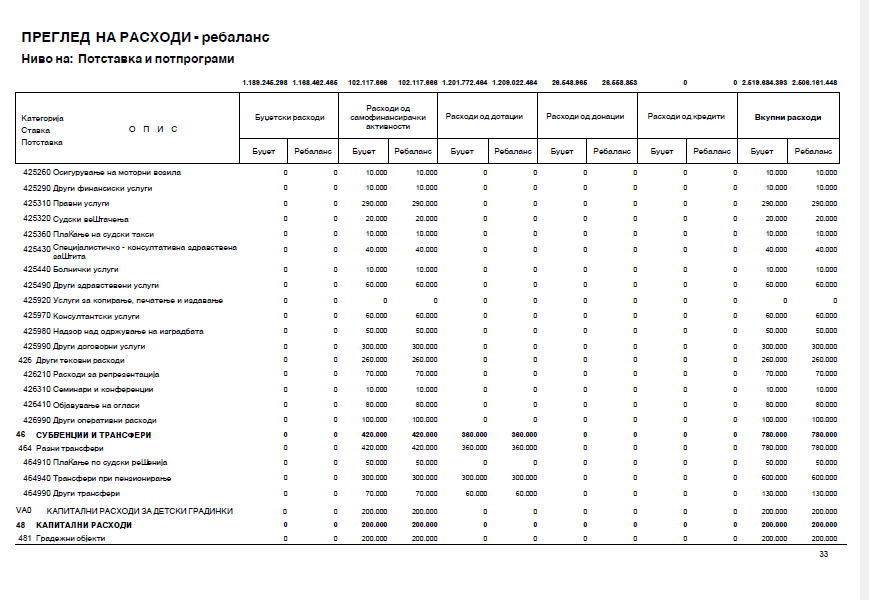 ПРЕГЛЕД НА РАСХОДИ - ребаланс
Ниво на: Потставка и потпрограми
1.189.245.298 1.168.462.465 102.117.666 102.117.666 1.201.772.464 1.209.022.464 26.548.965 26.558.853 0 0 2.519.684.393 2.506.161.448
Категорија Ставка Потставка О П И С Буџетски расходи Расходи од самофинансирачки активности Расходи од дотации Расходи од донации Расходи од кредити Вкупни расходи
Буџет Ребаланс Буџет Ребаланс Буџет Ребаланс Буџет Ребаланс Буџет Ребаланс Буџет Ребаланс
425260 Осигурување на моторни возила 0 0 10.000 10.000 0 0 0 0 0 0 10.000 10.000
425290 Други финансиски услуги 0 0 10.000 10.000 0 0 0 0 0 0 10.000 10.000
425310 Правни услуги 0 0 290.000 290.000 0 0 0 0 0 0 290.000 290.000
425320 Судски веШтачења 0 0 20.000 20.000 0 0 0 0 0 0 20.000 20.000
425360 ПлаЌање на судски такси 0 0 10.000 10.000 0 0 0 0 0 0 10.000 10.000
425430 Специјалистичко - консултативна здравствена
заШтита 0 0 40.000 40.000 0 0 0 0 0 0 40.000 40.000
425440 Болнички услуги 0 0 10.000 10.000 0 0 0 0 0 0 10.000 10.000
425490 Други здравствевени услуги 0 0 60.000 60.000 0 0 0 0 0 0 60.000 60.000
425920 Услуги за копирање, печатење и издавање 0 0 0 0 0 0 0 0 0 0 0 0
425970 Консултантски услуги 0 0 60.000 60.000 0 0 0 0 0 0 60.000 60.000
425980 Надзор над одржување на изградбата 0 0 50.000 50.000 0 0 0 0 0 0 50.000 50.000
425990 Други договорни услуги 0 0 300.000 300.000 0 0 0 0 0 0 300.000 300.000
426 Други тековни расходи 0 0 260.000 260.000 0 0 0 0 0 0 260.000 260.000
426210 Расходи за репрезентација 0 0 70.000 70.000 0 0 0 0 0 0 70.000 70.000
426310 Семинари и конференции 0 0 10.000 10.000 0 0 0 0 0 0 10.000 10.000
426410 Објавување на огласи 0 0 80.000 80.000 0 0 0 0 0 0 80.000 80.000
426990 Други оперативни расходи 0 0 100.000 100.000 0 0 0 0 0 0 100.000 100.000
46 СУБВЕНЦИИ И ТРАНСФЕРИ 0 0 420.000 420.000 360.000 360.000 0 0 0 0 780.000 780.000
464 Разни трансфери 0 0 420.000 420.000 360.000 360.000 0 0 0 0 780.000 780.000
464910 ПлаЌање по судски реШенија 0 0 50.000 50.000 0 0 0 0 0 0 50.000 50.000
464940 Трансфери при пензионирање 0 0 300.000 300.000 300.000 300.000 0 0 0 0 600.000 600.000
464990 Други трансфери 0 0 70.000 70.000 60.000 60.000 0 0 0 0 130.000 130.000
VA0 КАПИТАЛНИ РАСХОДИ ЗА ДЕТСКИ ГРАДИНКИ 0 0 200.000 200.000 0 0 0 0 0 0 200.000 200.000
48 КАПИТАЛНИ РАСХОДИ 0 0 200.000 200.000 0 0 0 0 0 0 200.000 200.000
481 Градежни објекти 0 0 200.000 200.000 0 0 0 0 0 0 200.000 200.000
33